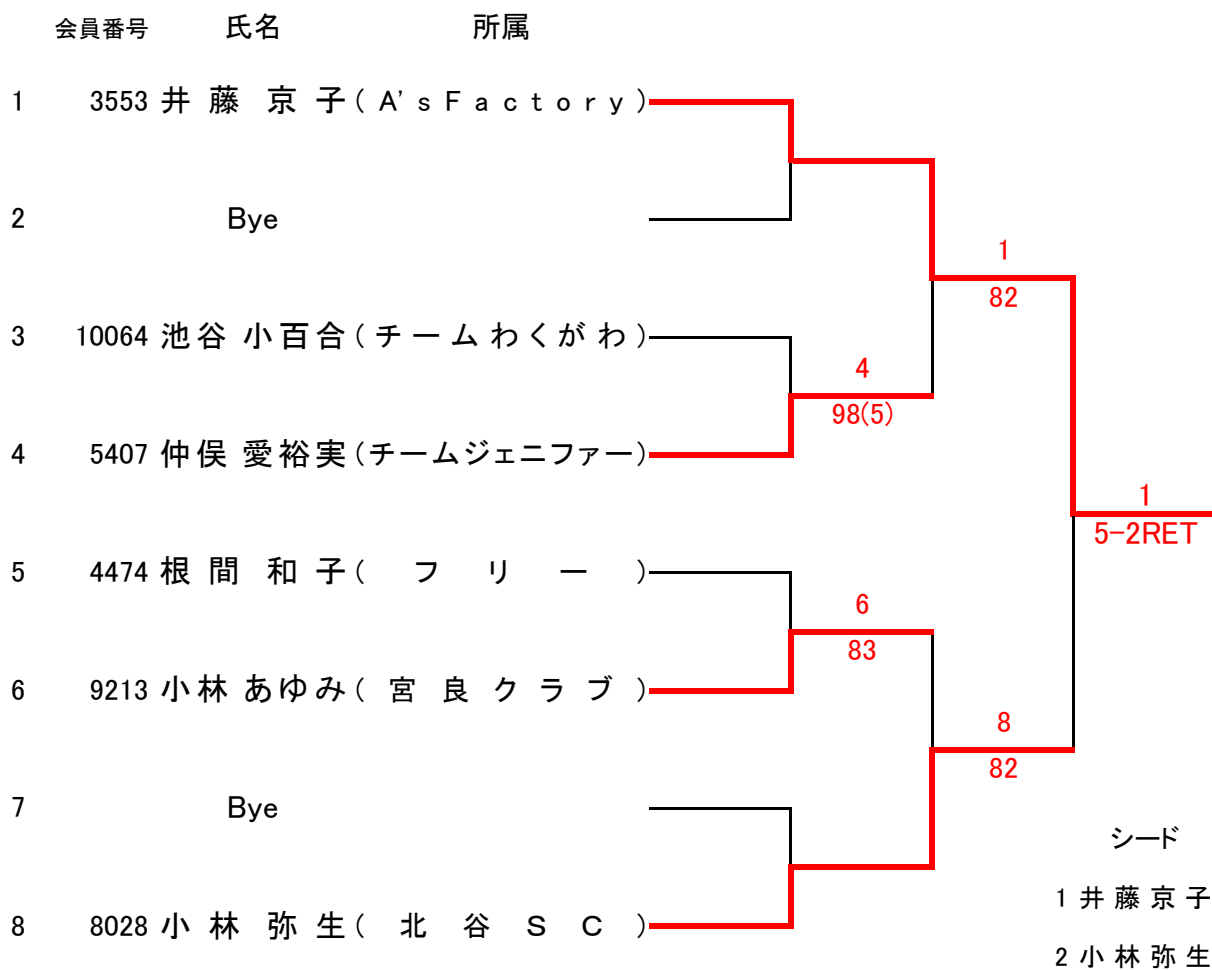 会員番号 氏名 所属
1 3553 井藤 京子(A'sFactory)
2 Bye
1
82
3 10064 池谷 小百合(チームわくがわ)
4
98(5)
4 5407 仲俣 愛裕実(チームジェニファー)
1
5-2RET
5 4474 根間 和子(フリー)
6
83
6 9213 小林 あゆみ(宮良クラブ)
8
82
7 Bye
シード
1 井藤京子
8 8028 小林 弥生(北谷SC)
2 小林弥生